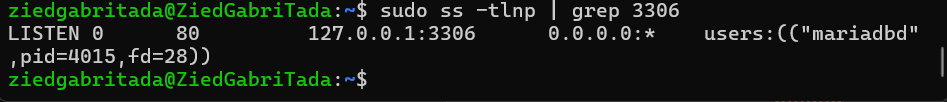 ziedgabritada@ZiedGabriTada:~$ sudo ss -tlnp | grep 3306
LISTEN 0      80         127.0.0.1:3306       0.0.0.0:*    users:(("mariadbd"
,pid=4015,fd=28))
ziedgabritada@ZiedGabriTada:~$